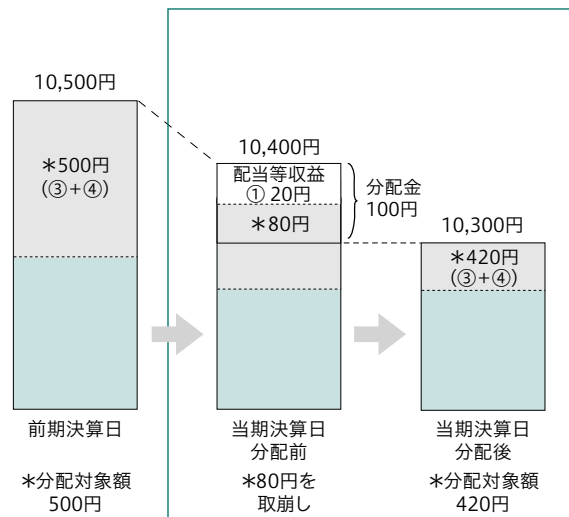 10,500円
＊500円
(③＋④)
10,400円
配当等収益
① 20円
＊80円
分配金
100円
10,300円
＊420円
(③＋④)
前期決算日
当期決算日
分配前
当期決算日
分配後
＊分配対象額
500円
＊80円を
取崩し
＊分配対象額
420円